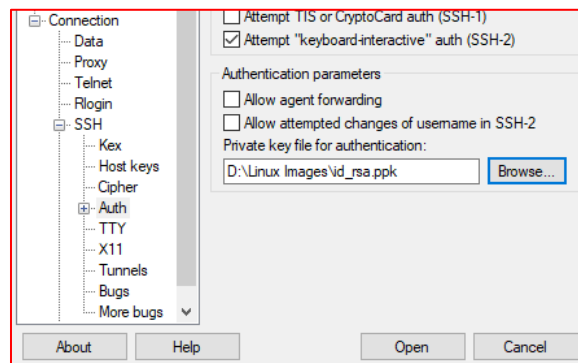 Connection
Data
Proxy
Telnet
Rlogin
SSH
Kex
Host keys
Cipher
Auth
TTY
X11
Tunnels
Bugs
More bugs
Attempt TIS or CryptoCard auth (SSH-1)
Attempt "keyboard-interactive" auth (SSH-2)
Authentication parameters
Allow agent forwarding
Allow attempted changes of username in SSH-2
Private key file for authentication:
D:\Linux Images\id_rsa.ppk
Browse...
About
Help
Open
Cancel